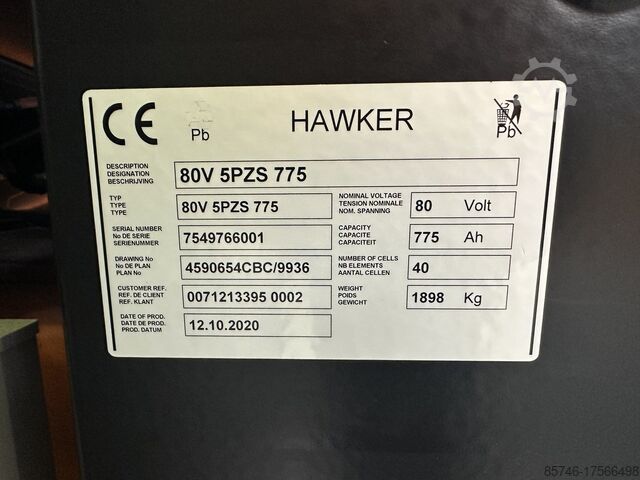 CE Pb HAWKER Pb
DESCRIPTION
DESIGNATION
BESCHRIJVING
80V 5PZS 775
TYP
TYPE
TYPE
80V 5PZS 775
NOMINAL VOLTAGE
TENSION NOMINALE
NOM. SPANNING
80 Volt
SERIAL NUMBER
No DE SERIE
SERIENUMMER
7549766001
CAPACITY
CAPACITE
CAPACITEIT
775 Ah
DRAWING No
No DE PLAN
PLAN No
4590654CBC/9936
NUMBER OF CELLS
NB ELEMENTS
AANTAL CELLEN
40
CUSTOMER REF.
REF. DE CLIENT
REF. KLANT
0071213395 0002
WEIGHT
POIDS
GEWICHT
1898 Kg
DATE OF PROD.
DATE DE PROD.
PROD. DATUM
12.10.2020
85746-17566498